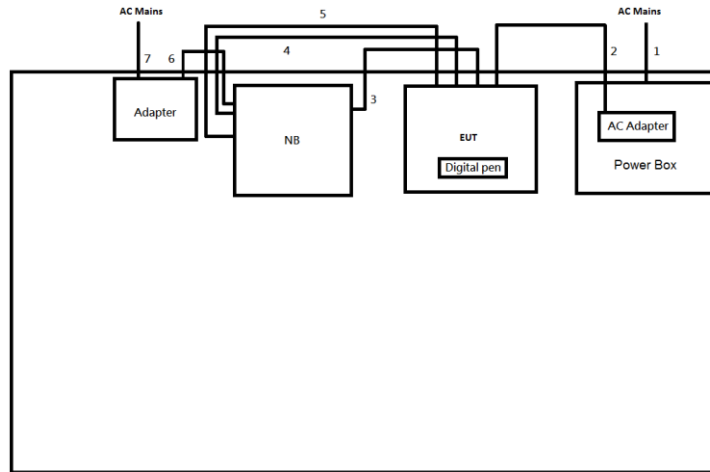 AC Mains
AC Mains
5
7
6
4
2
1
3
Adapter
NB
EUT
Digital pen
AC Adapter
Power Box